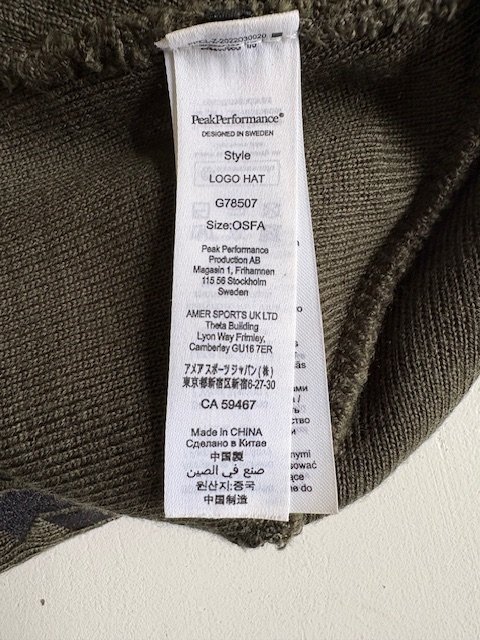 PeakPerformance®
DESIGNED IN SWEDEN
Style
LOGO HAT
G78507
Size:OSFA
Peak Performance
Production AB
Magasin 1, Frihamnen
115 56 Stockholm
Sweden
AMER SPORTS UK LTD
Theta Building
Lyon Way Frimley,
Camberley GU16 7ER
アメアスポーツジャパン(株)
東京都新宿区新宿6-27-30
CA 59467
Made in CHINA
Сделано в Китае
中国製
صنع في الصين
원산지:중국
中国制造